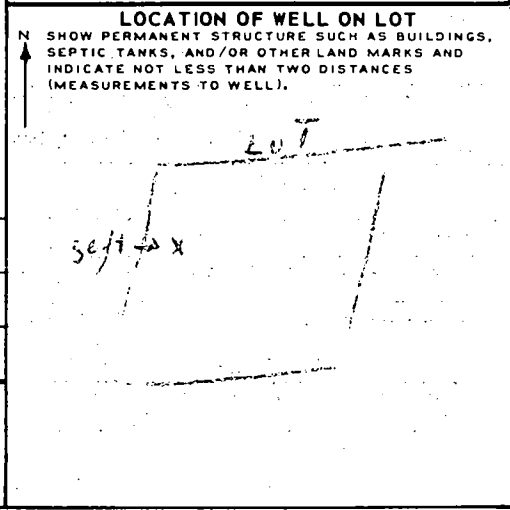 LOCATION OF WELL ON LOT
N SHOW PERMANENT STRUCTURE SUCH AS BUILDINGS,
SEPTIC TANKS, AND/OR OTHER LAND MARKS AND
INDICATE NOT LESS THAN TWO DISTANCES
(MEASUREMENTS TO WELL).
LOT
x